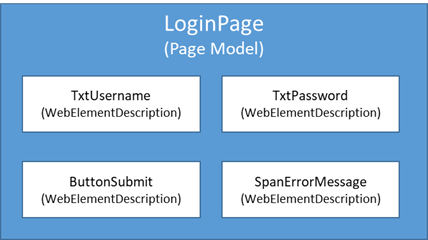 LoginPage
(Page Model)
TxtUsername
(WebElementDescription)
TxtPassword
(WebElementDescription)
ButtonSubmit
(WebElementDescription)
SpanErrorMessage
(WebElementDescription)